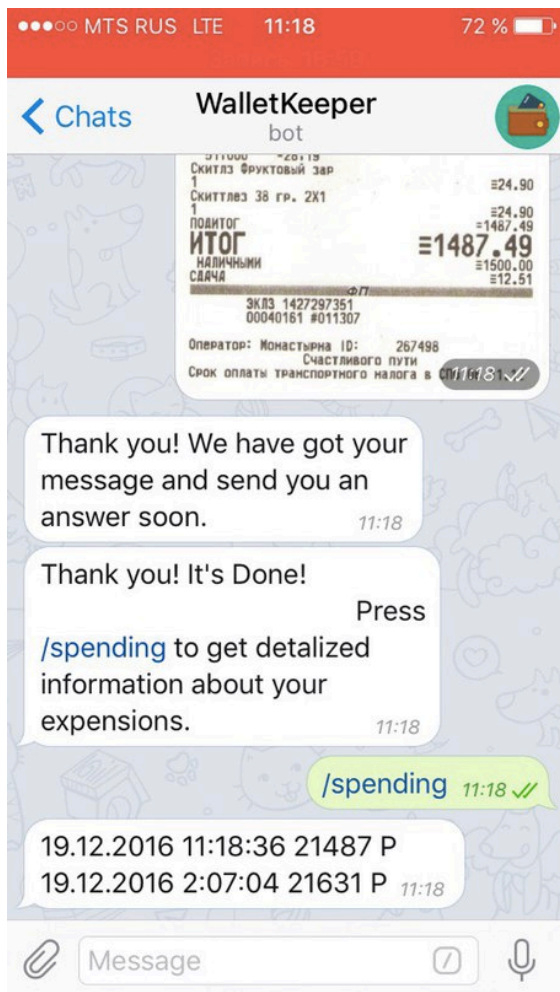 MTS RUS LTE 11:18 72 %
Chats WalletKeeper
bot
Скитлз Фруктовый зар
1 ≡24.90
Скиттлез 38 гр. 2X1
1 ≡24.90
ПОДИТОГ =1487.49
ИТОГ ≡1487.49
НАЛИЧНЫМИ ≡1500.00
СДАЧА ≡12.51
ФП
ЭКЛЗ 1427297351
00040161 #011307
Оператор: Монастырна ID: 267498
Счастливого пути
Срок оплаты транспортного налога в
11:18
Thank you! We have got your
message and send you an
answer soon. 11:18
Thank you! It's Done!
Press
/spending to get detalized
information about your
expensions. 11:18
/spending 11:18
19.12.2016 11:18:36 21487 P
19.12.2016 2:07:04 21631 P 11:18
Message